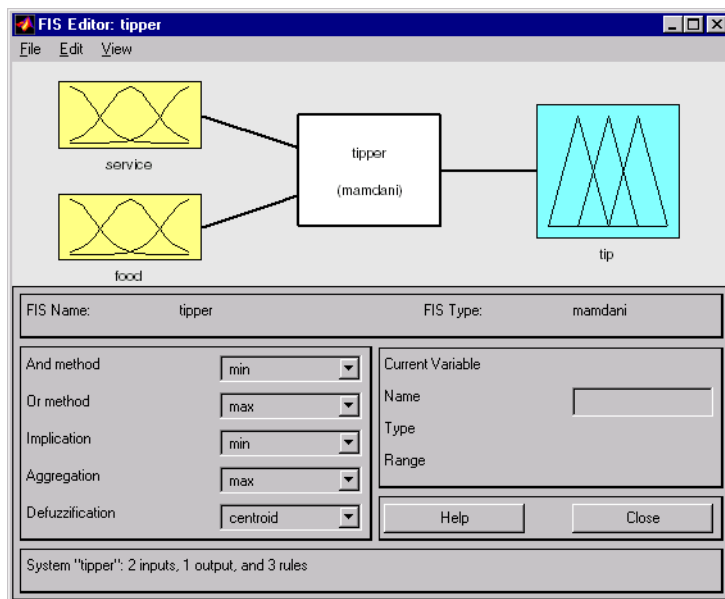 FIS Editor: tipper
File Edit View
service
food
tipper
(mamdani)
tip
FIS Name: tipper FIS Type: mamdani
And method min
Or method max
Implication min
Aggregation max
Defuzzification centroid
Current Variable
Name
Type
Range
Help Close
System "tipper": 2 inputs, 1 output, and 3 rules